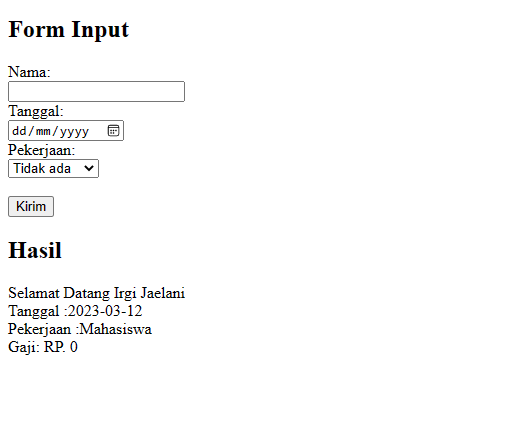 Form Input
Nama:
Tanggal:
dd/mm/yyyy
Pekerjaan:
Tidak ada
Kirim
Hasil
Selamat Datang Irgi Jaelani
Tanggal :2023-03-12
Pekerjaan :Mahasiswa
Gaji: RP. 0